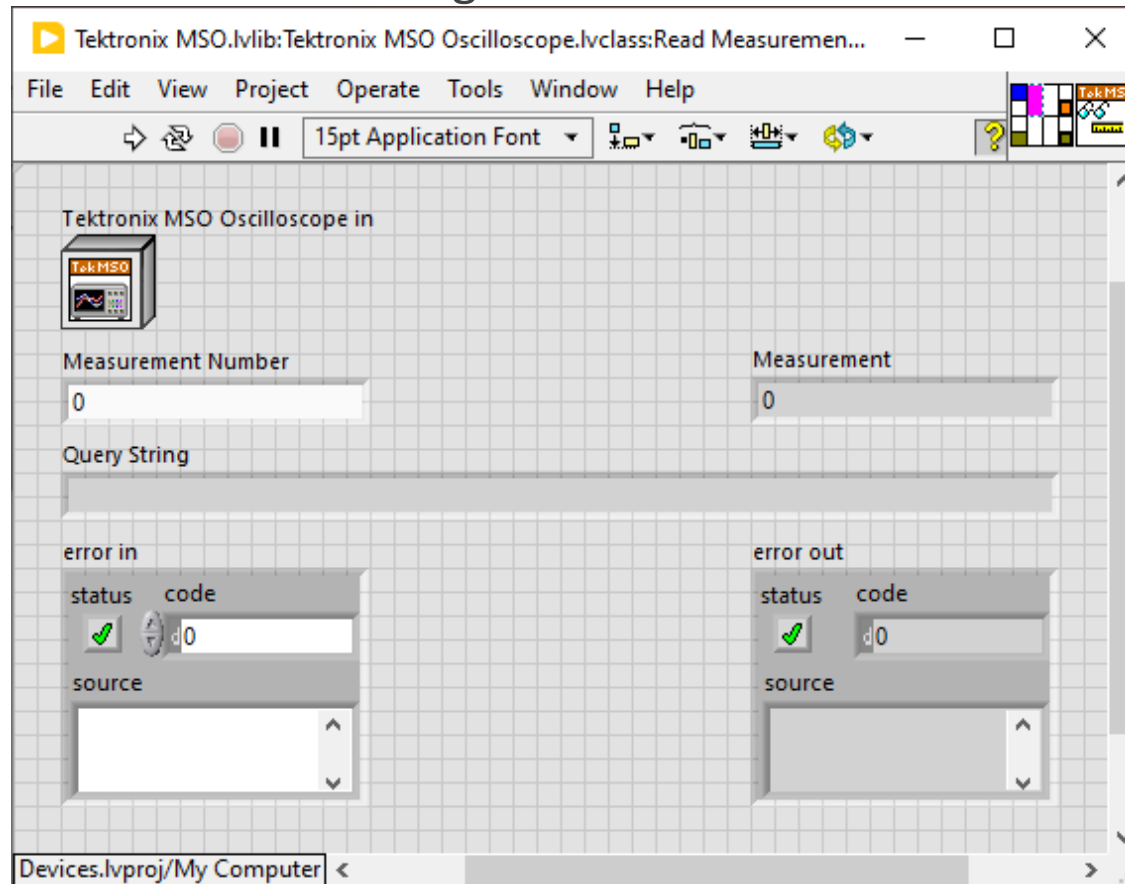 Tektronix MSO.lvlib:Tektronix MSO Oscilloscope.lvclass:Read Measuremen...
File Edit View Project Operate Tools Window Help
TekMS
15pt Application Font
Tektronix MSO Oscilloscope in
TekMSO
Measurement Number Measurement
0 0
Query String
error in error out
status code status code
d 0 d 0
source source
Devices.lvproj/My Computer